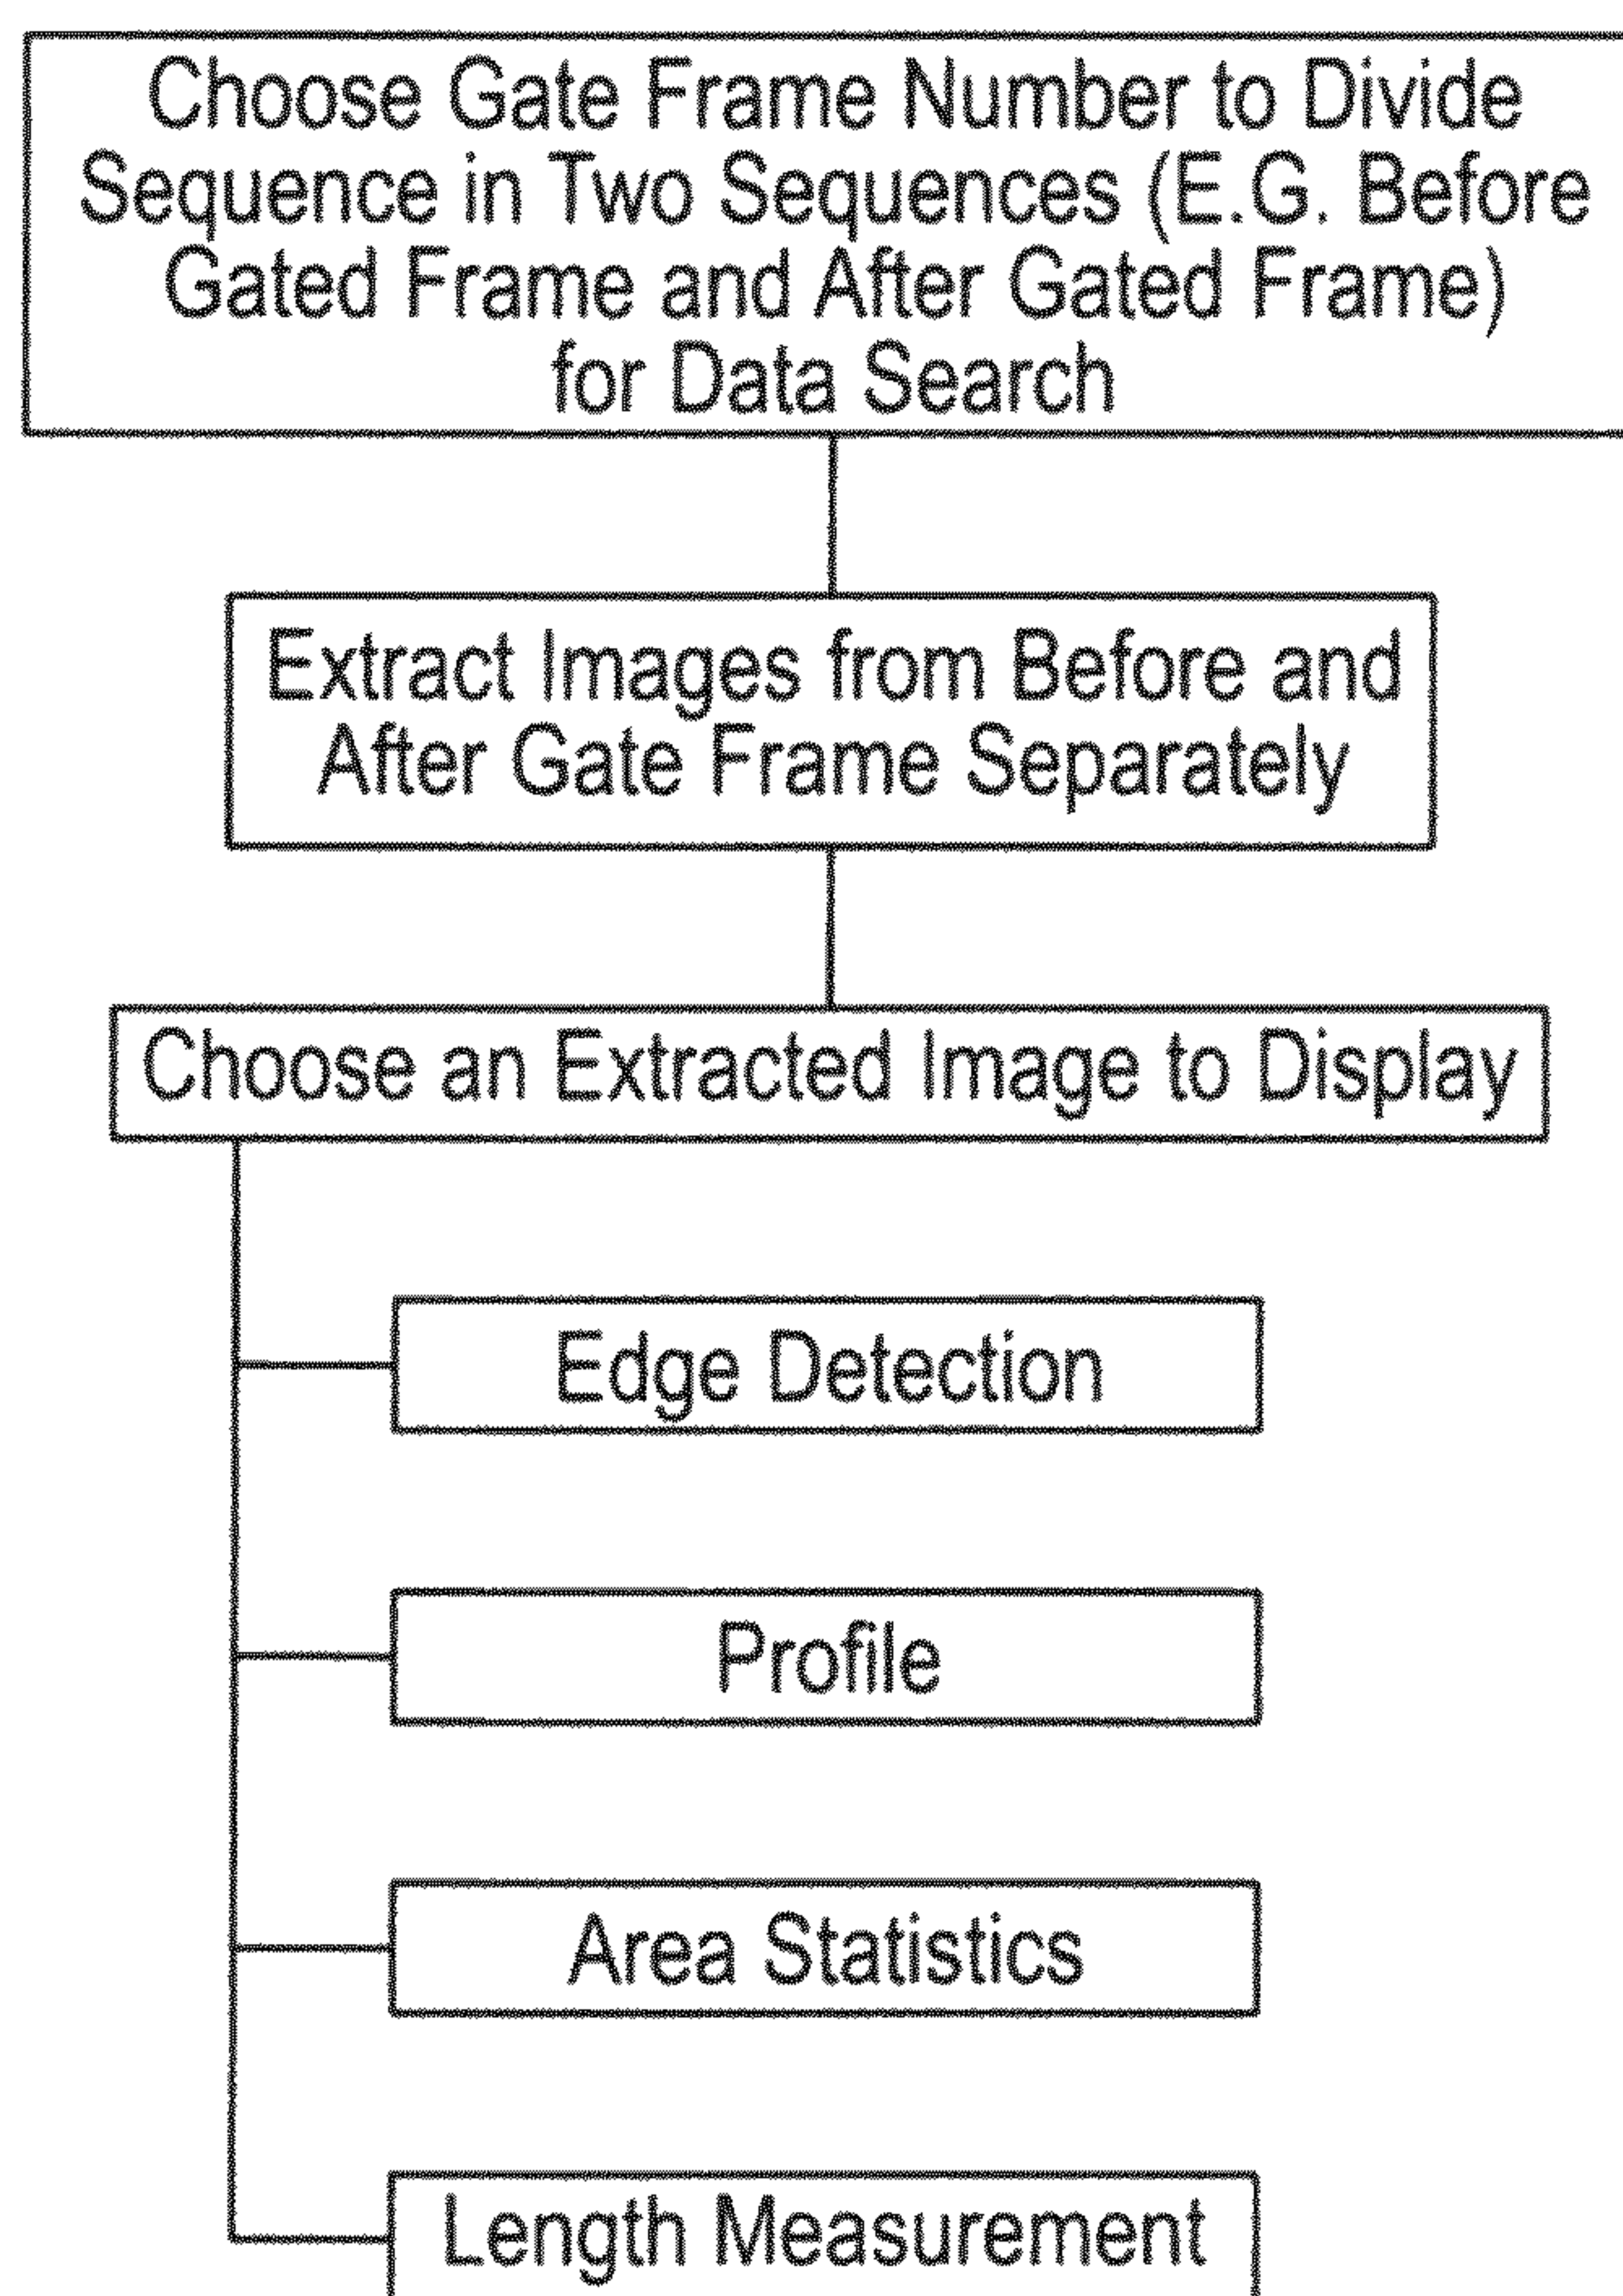 Choose Gate Frame Number to Divide
Sequence in Two Sequences (E.G. Before
Gated Frame and After Gated Frame)
for Data Search
Extract Images from Before and
After Gate Frame Separately
Choose an Extracted Image to Display
Edge Detection
Profile
Area Statistics
Length Measurement